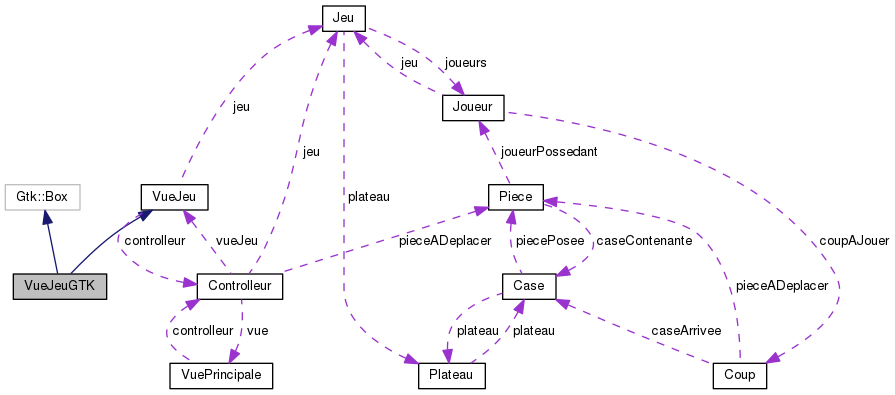 Jeu
jeu
joueurs
Joueur
jeu
jeu
joueurPossedant
Gtk::Box
VueJeu
plateau
Piece
controlleur
vueJeu
pieceADeplacer
piecePosee
caseContenante
coupAJouer
VueJeuGTK
Controlleur
Case
pieceADeplacer
controlleur
vue
plateau
plateau
caseArrivee
VuePrincipale
Plateau
Coup